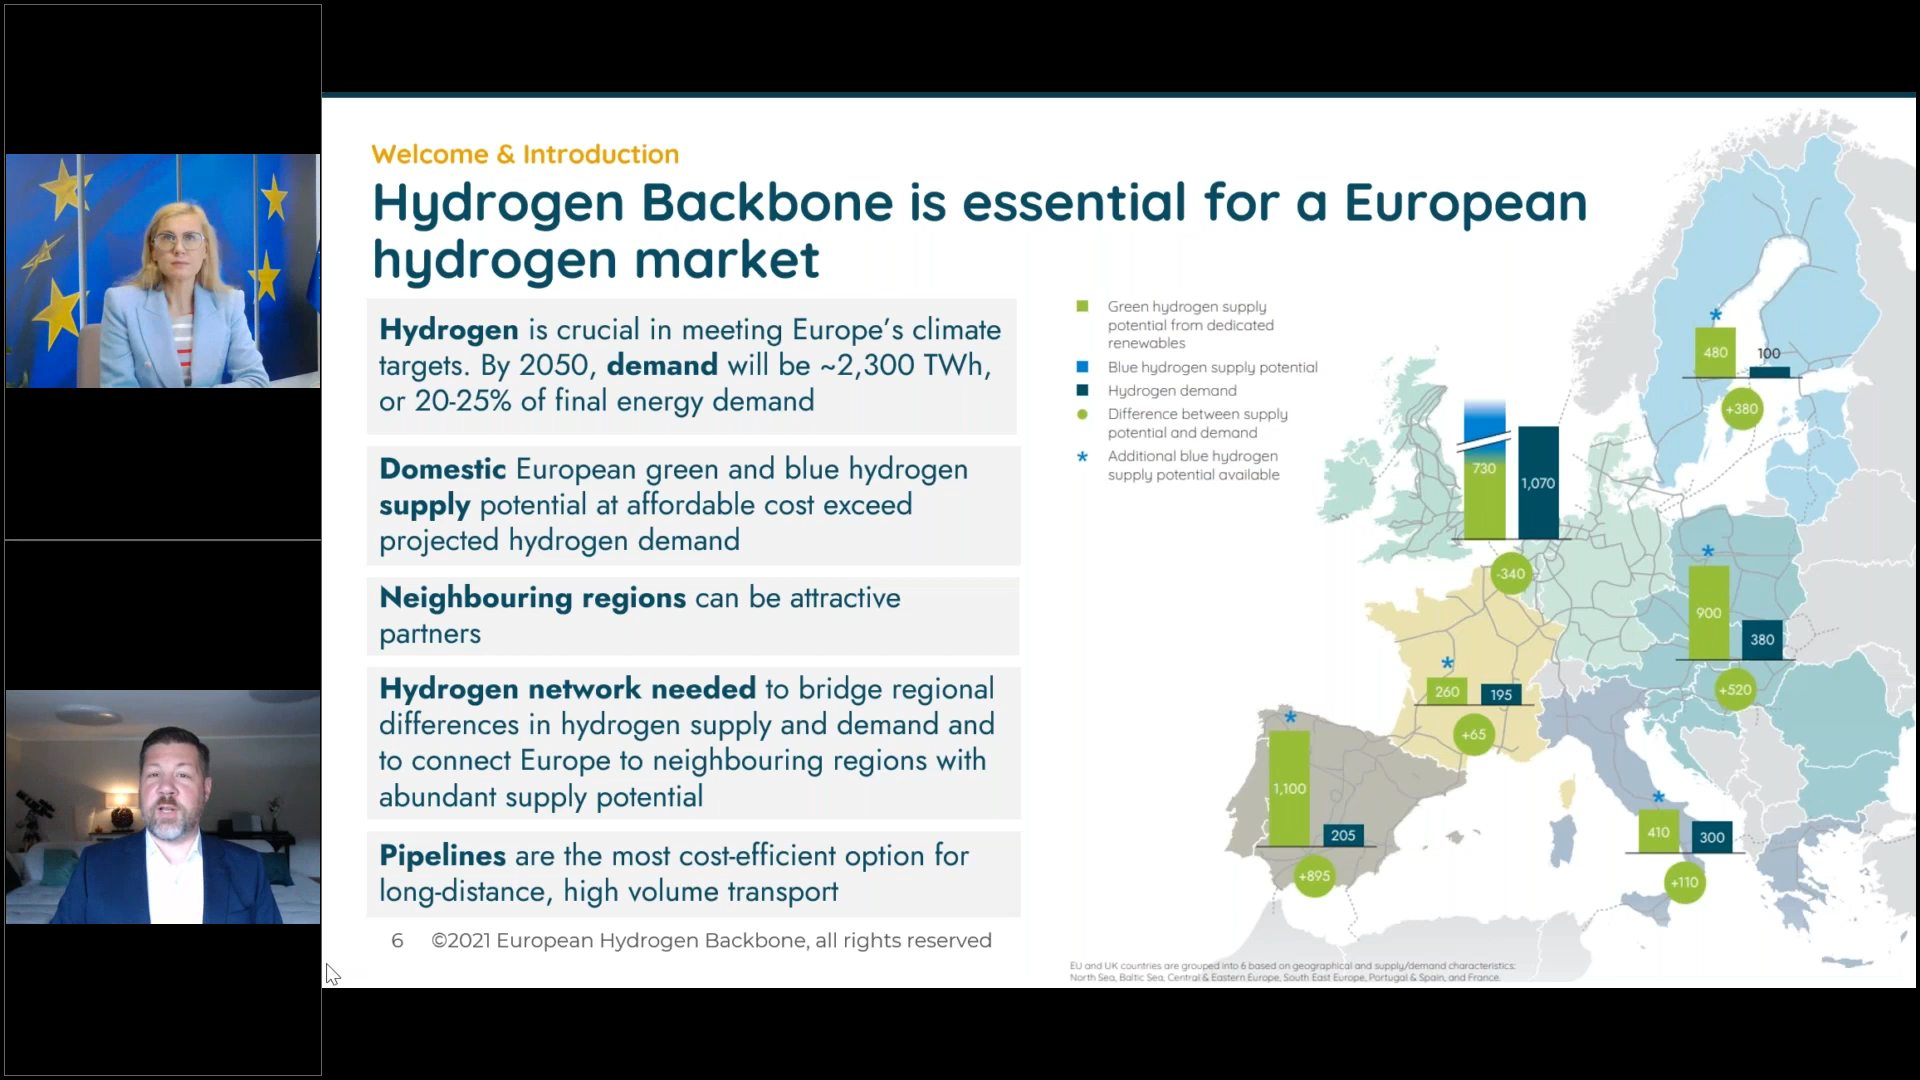 Welcome & Introduction
Hydrogen Backbone is essential for a European
hydrogen market
Hydrogen is crucial in meeting Europe's climate
targets. By 2050, demand will be ~2,300 TWh,
or 20-25% of final energy demand
Domestic European green and blue hydrogen
supply potential at affordable cost exceed
projected hydrogen demand
Neighbouring regions can be attractive
partners
Hydrogen network needed to bridge regional
differences in hydrogen supply and demand and
to connect Europe to neighbouring regions with
abundant supply potential
Pipelines are the most cost-efficient option for
long-distance, high volume transport
6 ©2021 European Hydrogen Backbone, all rights reserved
Green hydrogen supply
potential from dedicated
renewables
Blue hydrogen supply potential
Hydrogen demand
Difference between supply
potential and demand
* Additional blue hydrogen
supply potential available
*
480 100
+380
730 1,070
-340
*
900 380
+520
*
260 195
+65
*
1,100 205
+895
*
410 300
+110
EU and UK countries are grouped into 6 based on geographical and supply/demand characteristics:
North Sea, Baltic Sea, Central & Eastern Europe, South East Europe, Portugal & Spain, and France.